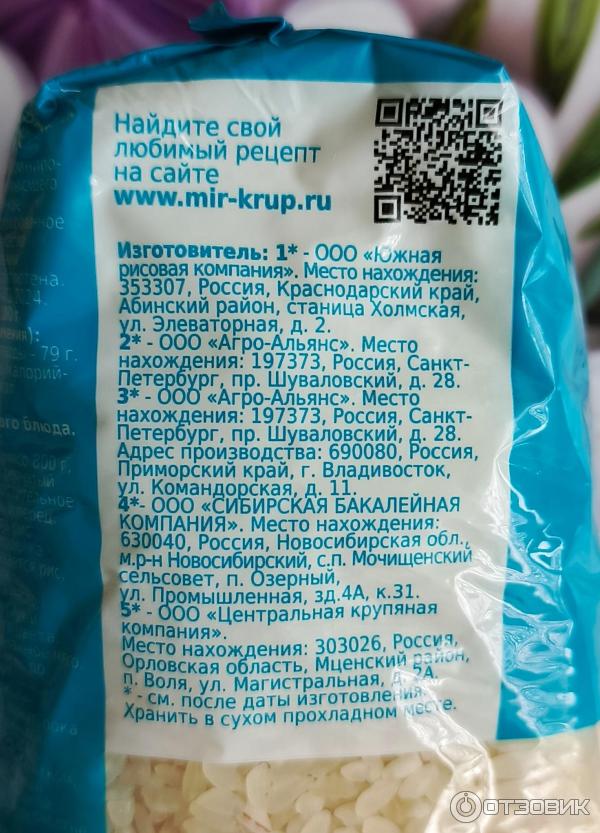 Найдите свой
любимый рецепт
на сайте
www.mir-krup.ru
Изготовитель: 1* - ООО «Южная
рисовая компания». Место нахождения:
353307, Россия, Краснодарский край,
Абинский район, станица Холмская,
ул. Элеваторная, д. 2.
2* - ООО «Агро-Альянс». Место
нахождения: 197373, Россия, Санкт-
Петербург, пр. Шуваловский, д. 28.
3* - ООО «Агро-Альянс». Место
нахождения: 197373, Россия, Санкт-
Петербург, пр. Шуваловский, д. 28.
Адрес производства: 690080, Россия,
Приморский край, г. Владивосток,
ул. Командорская, д. 11.
4*- ООО «СИБИРСКАЯ БАКАЛЕЙНАЯ
КОМПАНИЯ». Место нахождения:
630040, Россия, Новосибирская обл.,
м.р-н Новосибирский, с.п. Мочищенский
сельсовет, п. Озерный,
ул. Промышленная, зд.4А, к.31.
5* - ООО «Центральная крупяная
компания».
Место нахождения: 303026, Россия,
Орловская область, Мценский район,
п. Воля, ул. Магистральная, д. 2А.
* - см. после даты изготовления.
Хранить в сухом прохладном месте.
- 79 г.
блюда.
800 г,
ОТЗОВИК